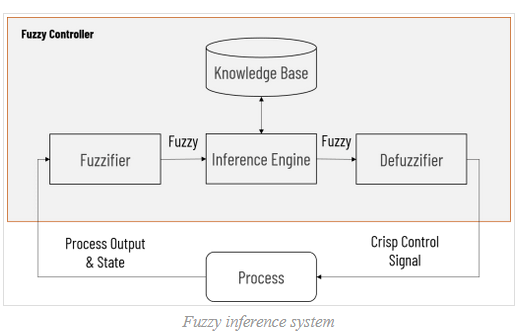 Fuzzy Controller
Knowledge Base
Fuzzifier
Fuzzy
Inference Engine
Fuzzy
Defuzzifier
Process Output
& State
Crisp Control
Signal
Process
Fuzzy inference system